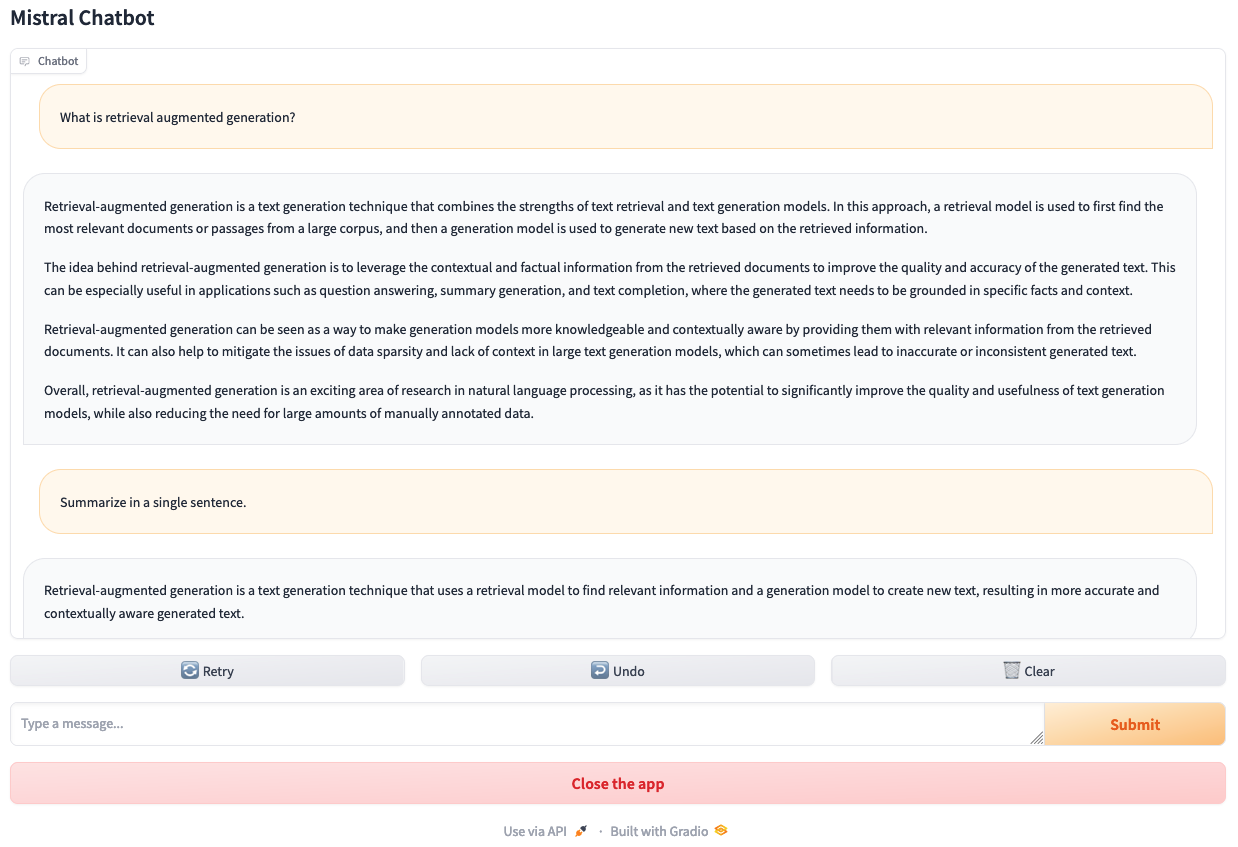 Mistral Chatbot
Chatbot
What is retrieval augmented generation?
Retrieval-augmented generation is a text generation technique that combines the strengths of text retrieval and text generation models. In this approach, a retrieval model is used to first find the
most relevant documents or passages from a large corpus, and then a generation model is used to generate new text based on the retrieved information.
The idea behind retrieval-augmented generation is to leverage the contextual and factual information from the retrieved documents to improve the quality and accuracy of the generated text. This
can be especially useful in applications such as question answering, summary generation, and text completion, where the generated text needs to be grounded in specific facts and context.
Retrieval-augmented generation can be seen as a way to make generation models more knowledgeable and contextually aware by providing them with relevant information from the retrieved
documents. It can also help to mitigate the issues of data sparsity and lack of context in large text generation models, which can sometimes lead to inaccurate or inconsistent generated text.
Overall, retrieval-augmented generation is an exciting area of research in natural language processing, as it has the potential to significantly improve the quality and usefulness of text generation
models, while also reducing the need for large amounts of manually annotated data.
Summarize in a single sentence.
Retrieval-augmented generation is a text generation technique that uses a retrieval model to find relevant information and a generation model to create new text, resulting in more accurate and
contextually aware generated text.
Retry
Undo
Clear
Type a message...
Submit
Close the app
Use via API · Built with Gradio